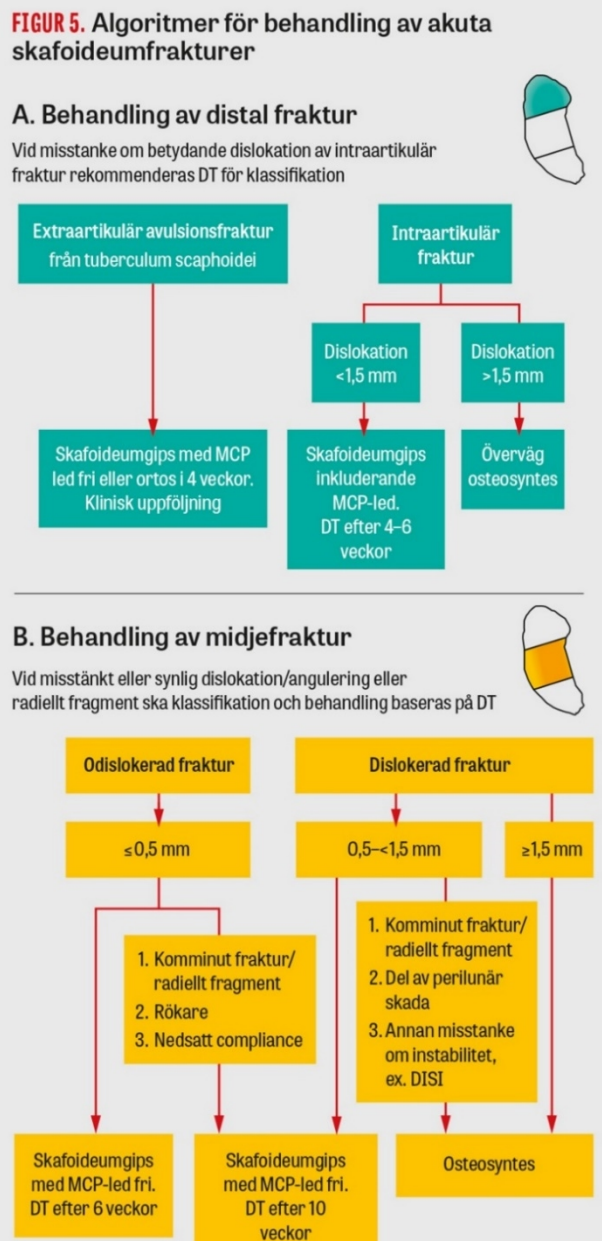 FIGUR 5. Algoritmer för behandling av akuta
skafoideumfrakturer
A. Behandling av distal fraktur
Vid misstanke om betydande dislokation av intraartikulär
fraktur rekommenderas DT för klassifikation
Extraartikulär avulsionsfraktur
från tuberculum scaphoidei
Intraartikulär
fraktur
Dislokation
<1,5 mm
Dislokation
>1,5 mm
Skafoideumgips med MCP
led fri eller ortos i 4 veckor.
Klinisk uppföljning
Skafoideumgips
inkluderande
MCP-led.
DT efter 4–6
veckor
Överväg
osteosyntes
B. Behandling av midjefraktur
Vid misstänkt eller synlig dislokation/angulering eller
radiellt fragment ska klassifikation och behandling baseras på DT
Odislokerad fraktur
Dislokerad fraktur
≤0,5 mm
0,5–<1,5 mm
≥1,5 mm
1. Komminut fraktur/
radiellt fragment
2. Rökare
3. Nedsatt compliance
1. Komminut fraktur/
radiellt fragment
2. Del av perilunär
skada
3. Annan misstanke
om instabilitet,
ex. DISI
Skafoideumgips
med MCP-led fri.
DT efter 6 veckor
Skafoideumgips
med MCP-led fri.
DT efter 10
veckor
Osteosyntes